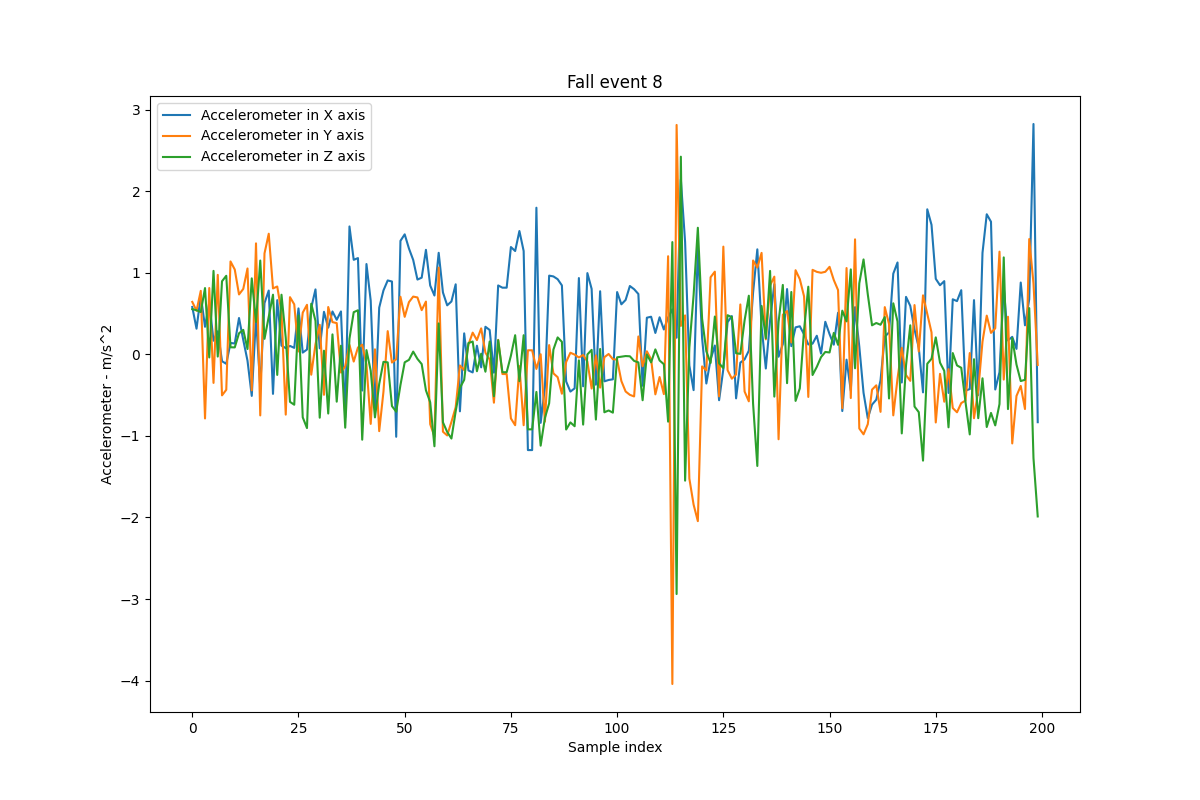 Fall event 8
Accelerometer in X axis
Accelerometer in Y axis
Accelerometer in Z axis
3
2
1
0
−1
−2
−3
−4
Accelerometer - m/s^2
0 25 50 75 100 125 150 175 200
Sample index